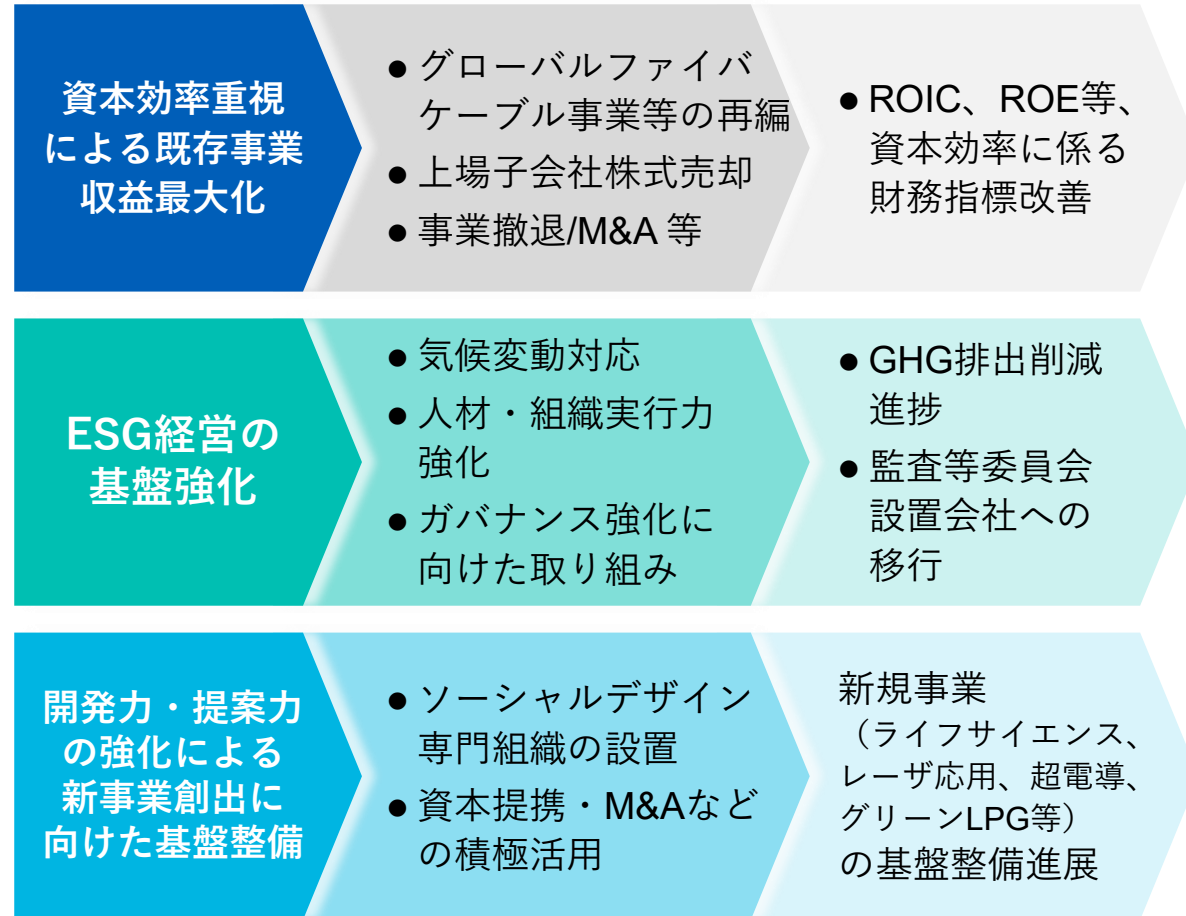 資本効率重視
による既存事業
収益最大化
● グローバルファイバ
ケーブル事業等の再編
● 上場子会社株式売却
● 事業撤退/M&A 等
● ROIC、ROE等、
資本効率に係る
財務指標改善
ESG経営の
基盤強化
● 気候変動対応
● 人材・組織実行力
強化
● ガバナンス強化に
向けた取り組み
● GHG排出削減
進捗
● 監査等委員会
設置会社への
移行
開発力・提案力
の強化による
新事業創出に
向けた基盤整備
● ソーシャルデザイン
専門組織の設置
● 資本提携・M&Aなど
の積極活用
新規事業
（ライフサイエンス、
レーザ応用、超電導、
グリーンLPG等）
の基盤整備進展